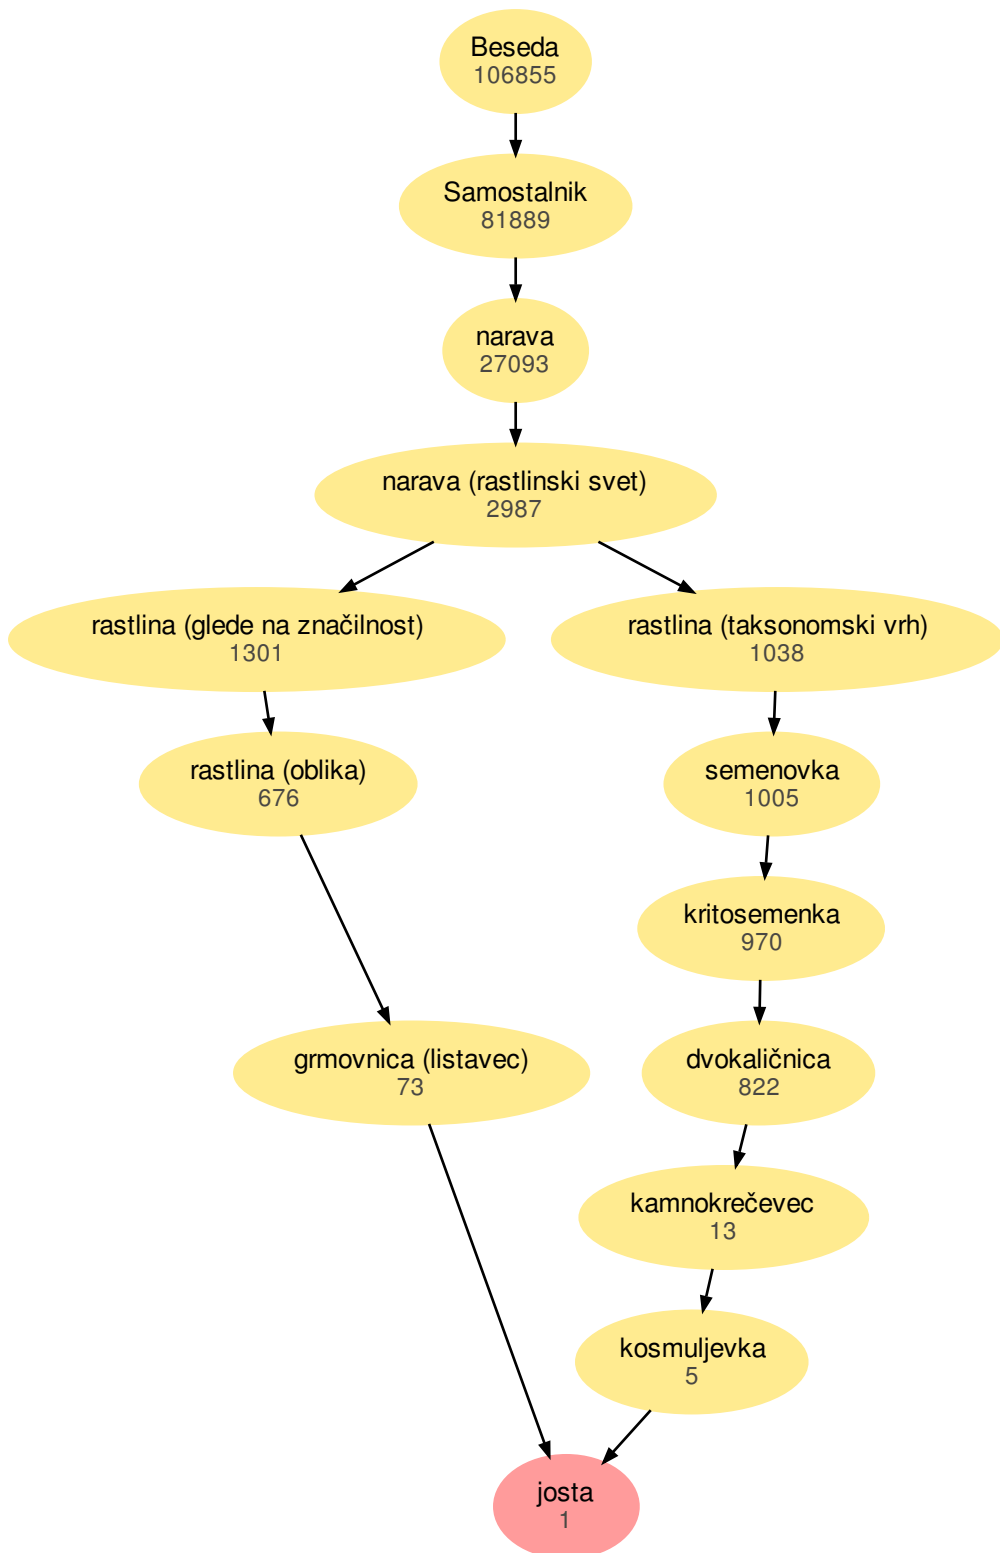 Beseda
106855
Samostalnik
81889
narava
27093
narava (rastlinski svet)
2987
rastlina (glede na značilnost)
1301
rastlina (taksonomski vrh)
1038
rastlina (oblika)
676
semenovka
1005
kritosemenka
970
grmovnica (listavec)
73
dvokaličnica
822
kamnokrečevec
13
kosmuljevka
5
josta
1